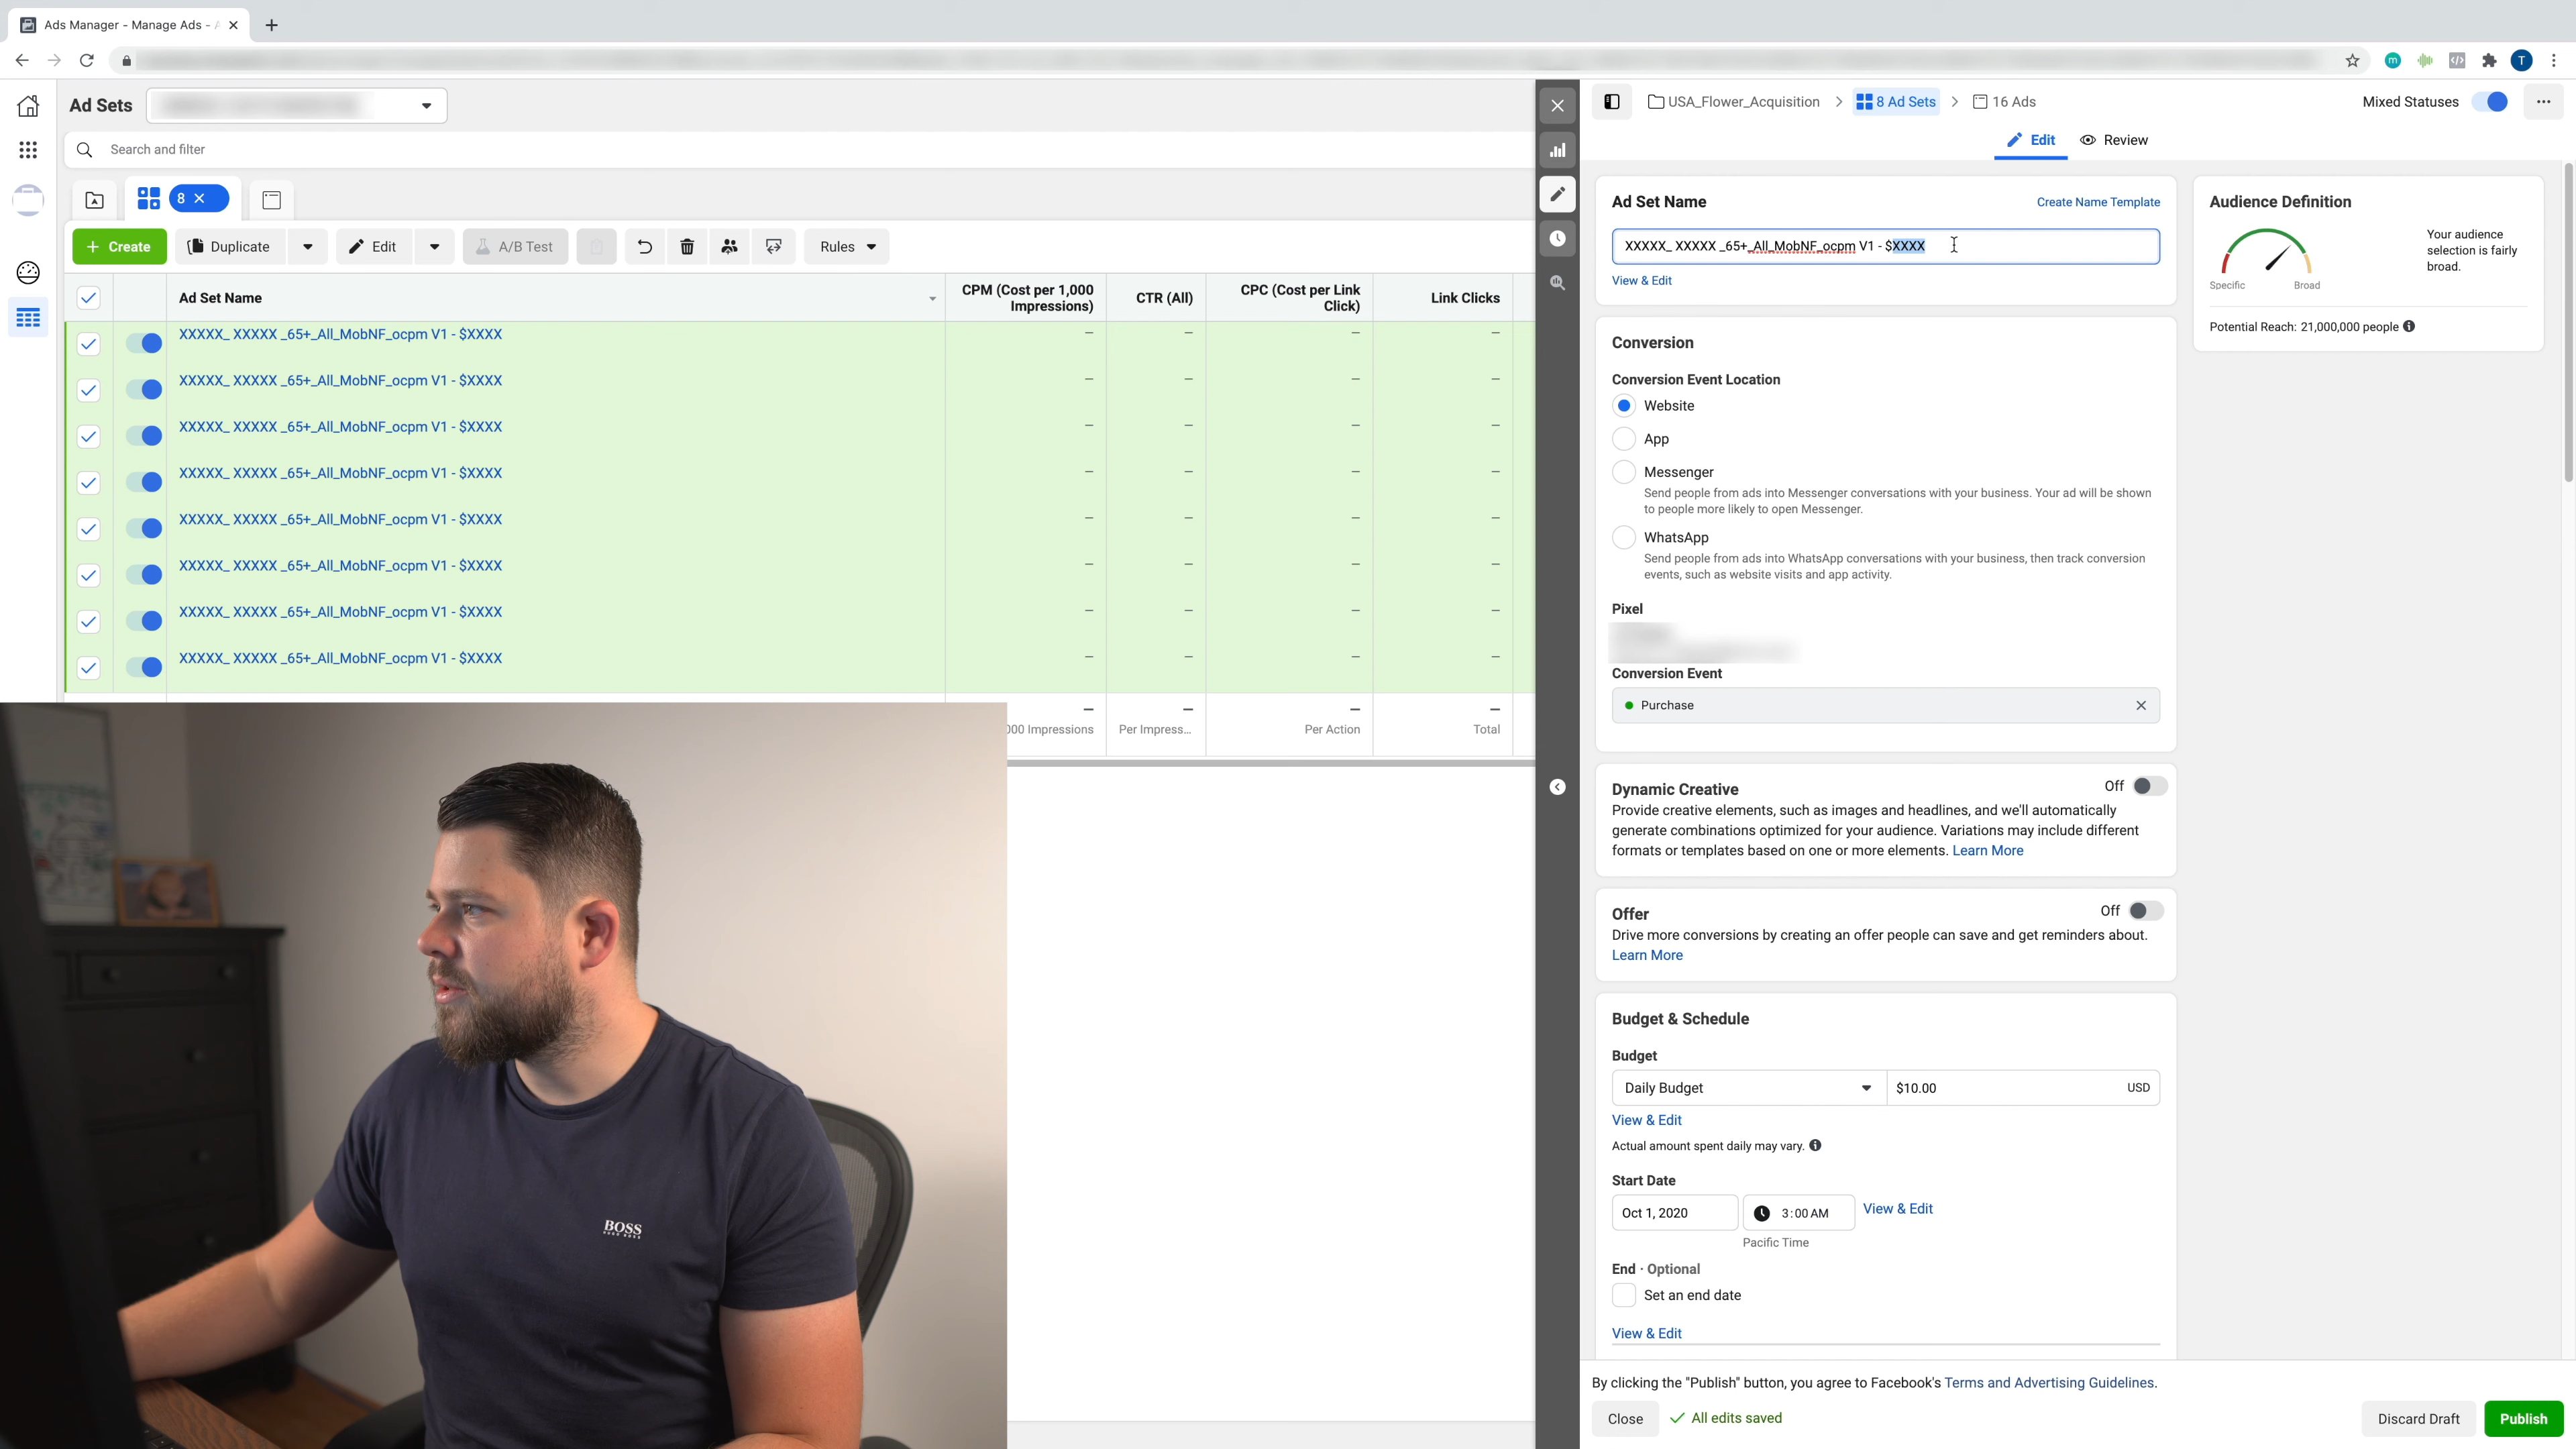 Ads Manager - Manage Ads -
T
Ad Sets
Search and filter
8
Create
Duplicate
Edit
A/B Test
Rules
Ad Set Name
CPM (Cost per 1,000
Impressions)
CTR (All)
CPC (Cost per Link
Click)
Link Clicks
XXXXX_ XXXXX _65+_All_MobNF_ocpm V1 - $XXXX
– – – –
XXXXX_ XXXXX _65+_All_MobNF_ocpm V1 - $XXXX
– – – –
XXXXX_ XXXXX _65+_All_MobNF_ocpm V1 - $XXXX
– – – –
XXXXX_ XXXXX _65+_All_MobNF_ocpm V1 - $XXXX
– – – –
XXXXX_ XXXXX _65+_All_MobNF_ocpm V1 - $XXXX
– – – –
XXXXX_ XXXXX _65+_All_MobNF_ocpm V1 - $XXXX
– – – –
XXXXX_ XXXXX _65+_All_MobNF_ocpm V1 - $XXXX
– – – –
XXXXX_ XXXXX _65+_All_MobNF_ocpm V1 - $XXXX
– – – –
– – – –
000 Impressions
Per Impress...
Per Action
Total
BOSS
HUGO BOSS
USA_Flower_Acquisition > 8 Ad Sets > 16 Ads
Mixed Statuses
Edit
Review
Ad Set Name
Create Name Template
XXXXX_ XXXXX _65+_All_MobNF_ocpm V1 - $XXXX
View & Edit
Conversion
Conversion Event Location
Website
App
Messenger
Send people from ads into Messenger conversations with your business. Your ad will be shown
to people more likely to open Messenger.
WhatsApp
Send people from ads into WhatsApp conversations with your business, then track conversion
events, such as website visits and app activity.
Pixel
Conversion Event
Purchase
Dynamic Creative
Off
Provide creative elements, such as images and headlines, and we'll automatically
generate combinations optimized for your audience. Variations may include different
formats or templates based on one or more elements. Learn More
Offer
Off
Drive more conversions by creating an offer people can save and get reminders about.
Learn More
Budget & Schedule
Budget
Daily Budget
$10.00
USD
View & Edit
Actual amount spent daily may vary.
Start Date
Oct 1, 2020
3:00 AM
View & Edit
Pacific Time
End · Optional
Set an end date
View & Edit
Audience Definition
Your audience
selection is fairly
broad.
Specific
Broad
Potential Reach: 21,000,000 people
By clicking the "Publish" button, you agree to Facebook's Terms and Advertising Guidelines.
Close
All edits saved
Discard Draft
Publish